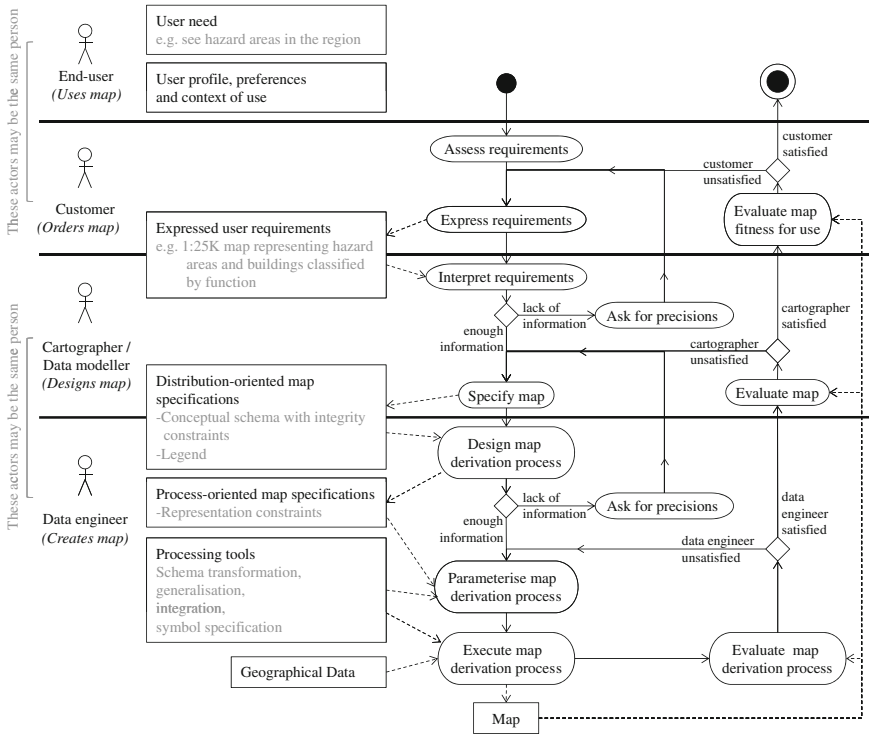 These actors may be the same person
End-user
(Uses map)
User need
e.g. see hazard areas in the region
User profile, preferences
and context of use
Customer
(Orders map)
Assess requirements
customer
satisfied
customer
unsatisfied
Express requirements
Evaluate map
fitness for use
Expressed user requirements
e.g. 1:25K map representing hazard
areas and buildings classified
by function
These actors may be the same person
Cartographer /
Data modeller
(Designs map)
Interpret requirements
lack of
information
Ask for precisions
enough
information
cartographer
satisfied
cartographer
unsatisfied
Specify map
Evaluate map
Distribution-oriented map
specifications
-Conceptual schema with integrity
constraints
-Legend
Data engineer
(Creates map)
Design map
derivation process
Process-oriented map specifications
-Representation constraints
lack of
information
Ask for precisions
enough
information
data
engineer
satisfied
data engineer
unsatisfied
Processing tools
Schema transformation,
generalisation,
integration,
symbol specification
Parameterise map
derivation process
Execute map
derivation process
Evaluate map
derivation process
Geographical Data
Map